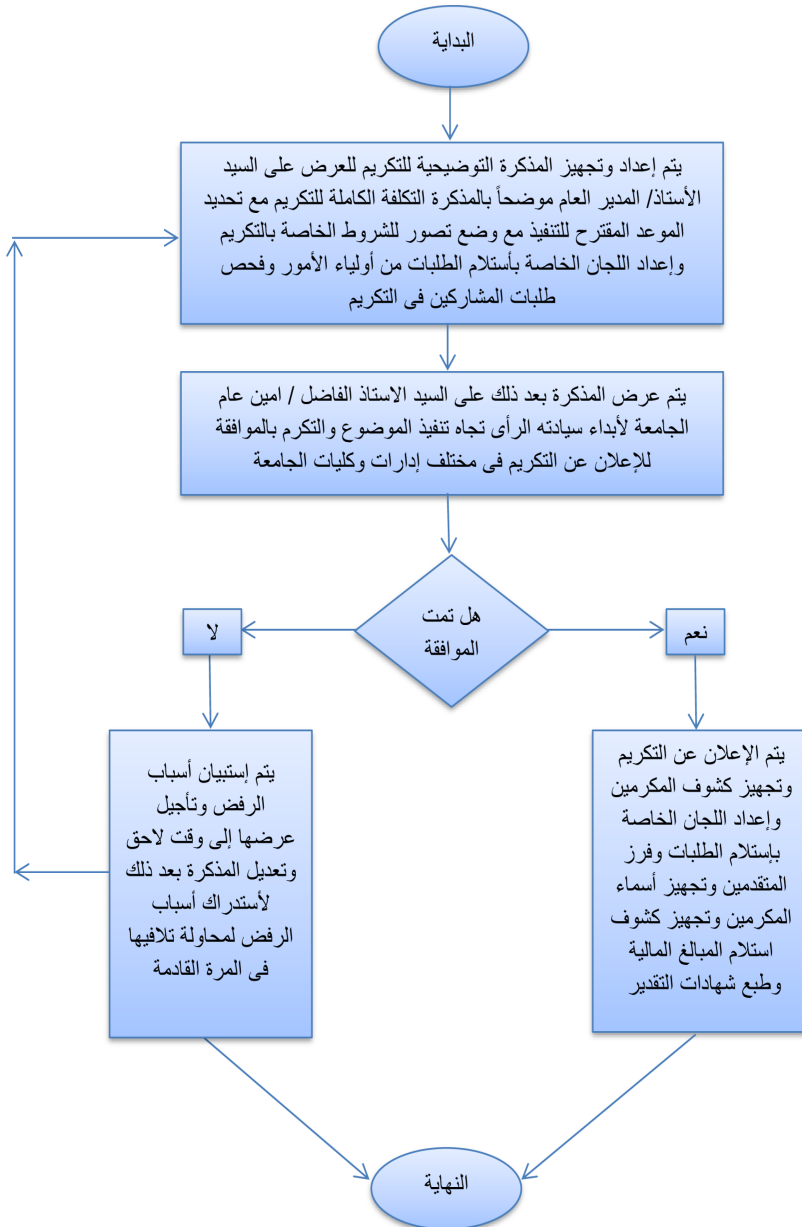 البداية
يتم إعداد وتجهيز المذكرة التوضيحية للتكريم للعرض على السيد
الأستاذ/ المدير العام موضحاً بالمذكرة التكلفة الكاملة للتكريم مع تحديد
الموعد المقترح للتنفيذ مع وضع تصور للشروط الخاصة بالتكريم
وإعداد اللجان الخاصة بأستلام الطلبات من أولياء الأمور وفحص
طلبات المشاركين فى التكريم
يتم عرض المذكرة بعد ذلك على السيد الاستاذ الفاضل / امين عام
الجامعة لأبداء سيادته الرأى تجاه تنفيذ الموضوع والتكرم بالموافقة
للإعلان عن التكريم فى مختلف إدارات وكليات الجامعة
هل تمت
الموافقة
نعم
لا
يتم الإعلان عن التكريم
وتجهيز كشوف المكرمين
وإعداد اللجان الخاصة
بإستلام الطلبات وفرز
المتقدمين وتجهيز أسماء
المكرمين وتجهيز كشوف
استلام المبالغ المالية
وطبع شهادات التقدير
يتم إستبيان أسباب
الرفض وتأجيل
عرضها إلى وقت لاحق
وتعديل المذكرة بعد ذلك
لأستدراك أسباب
الرفض لمحاولة تلافيها
فى المرة القادمة
النهاية